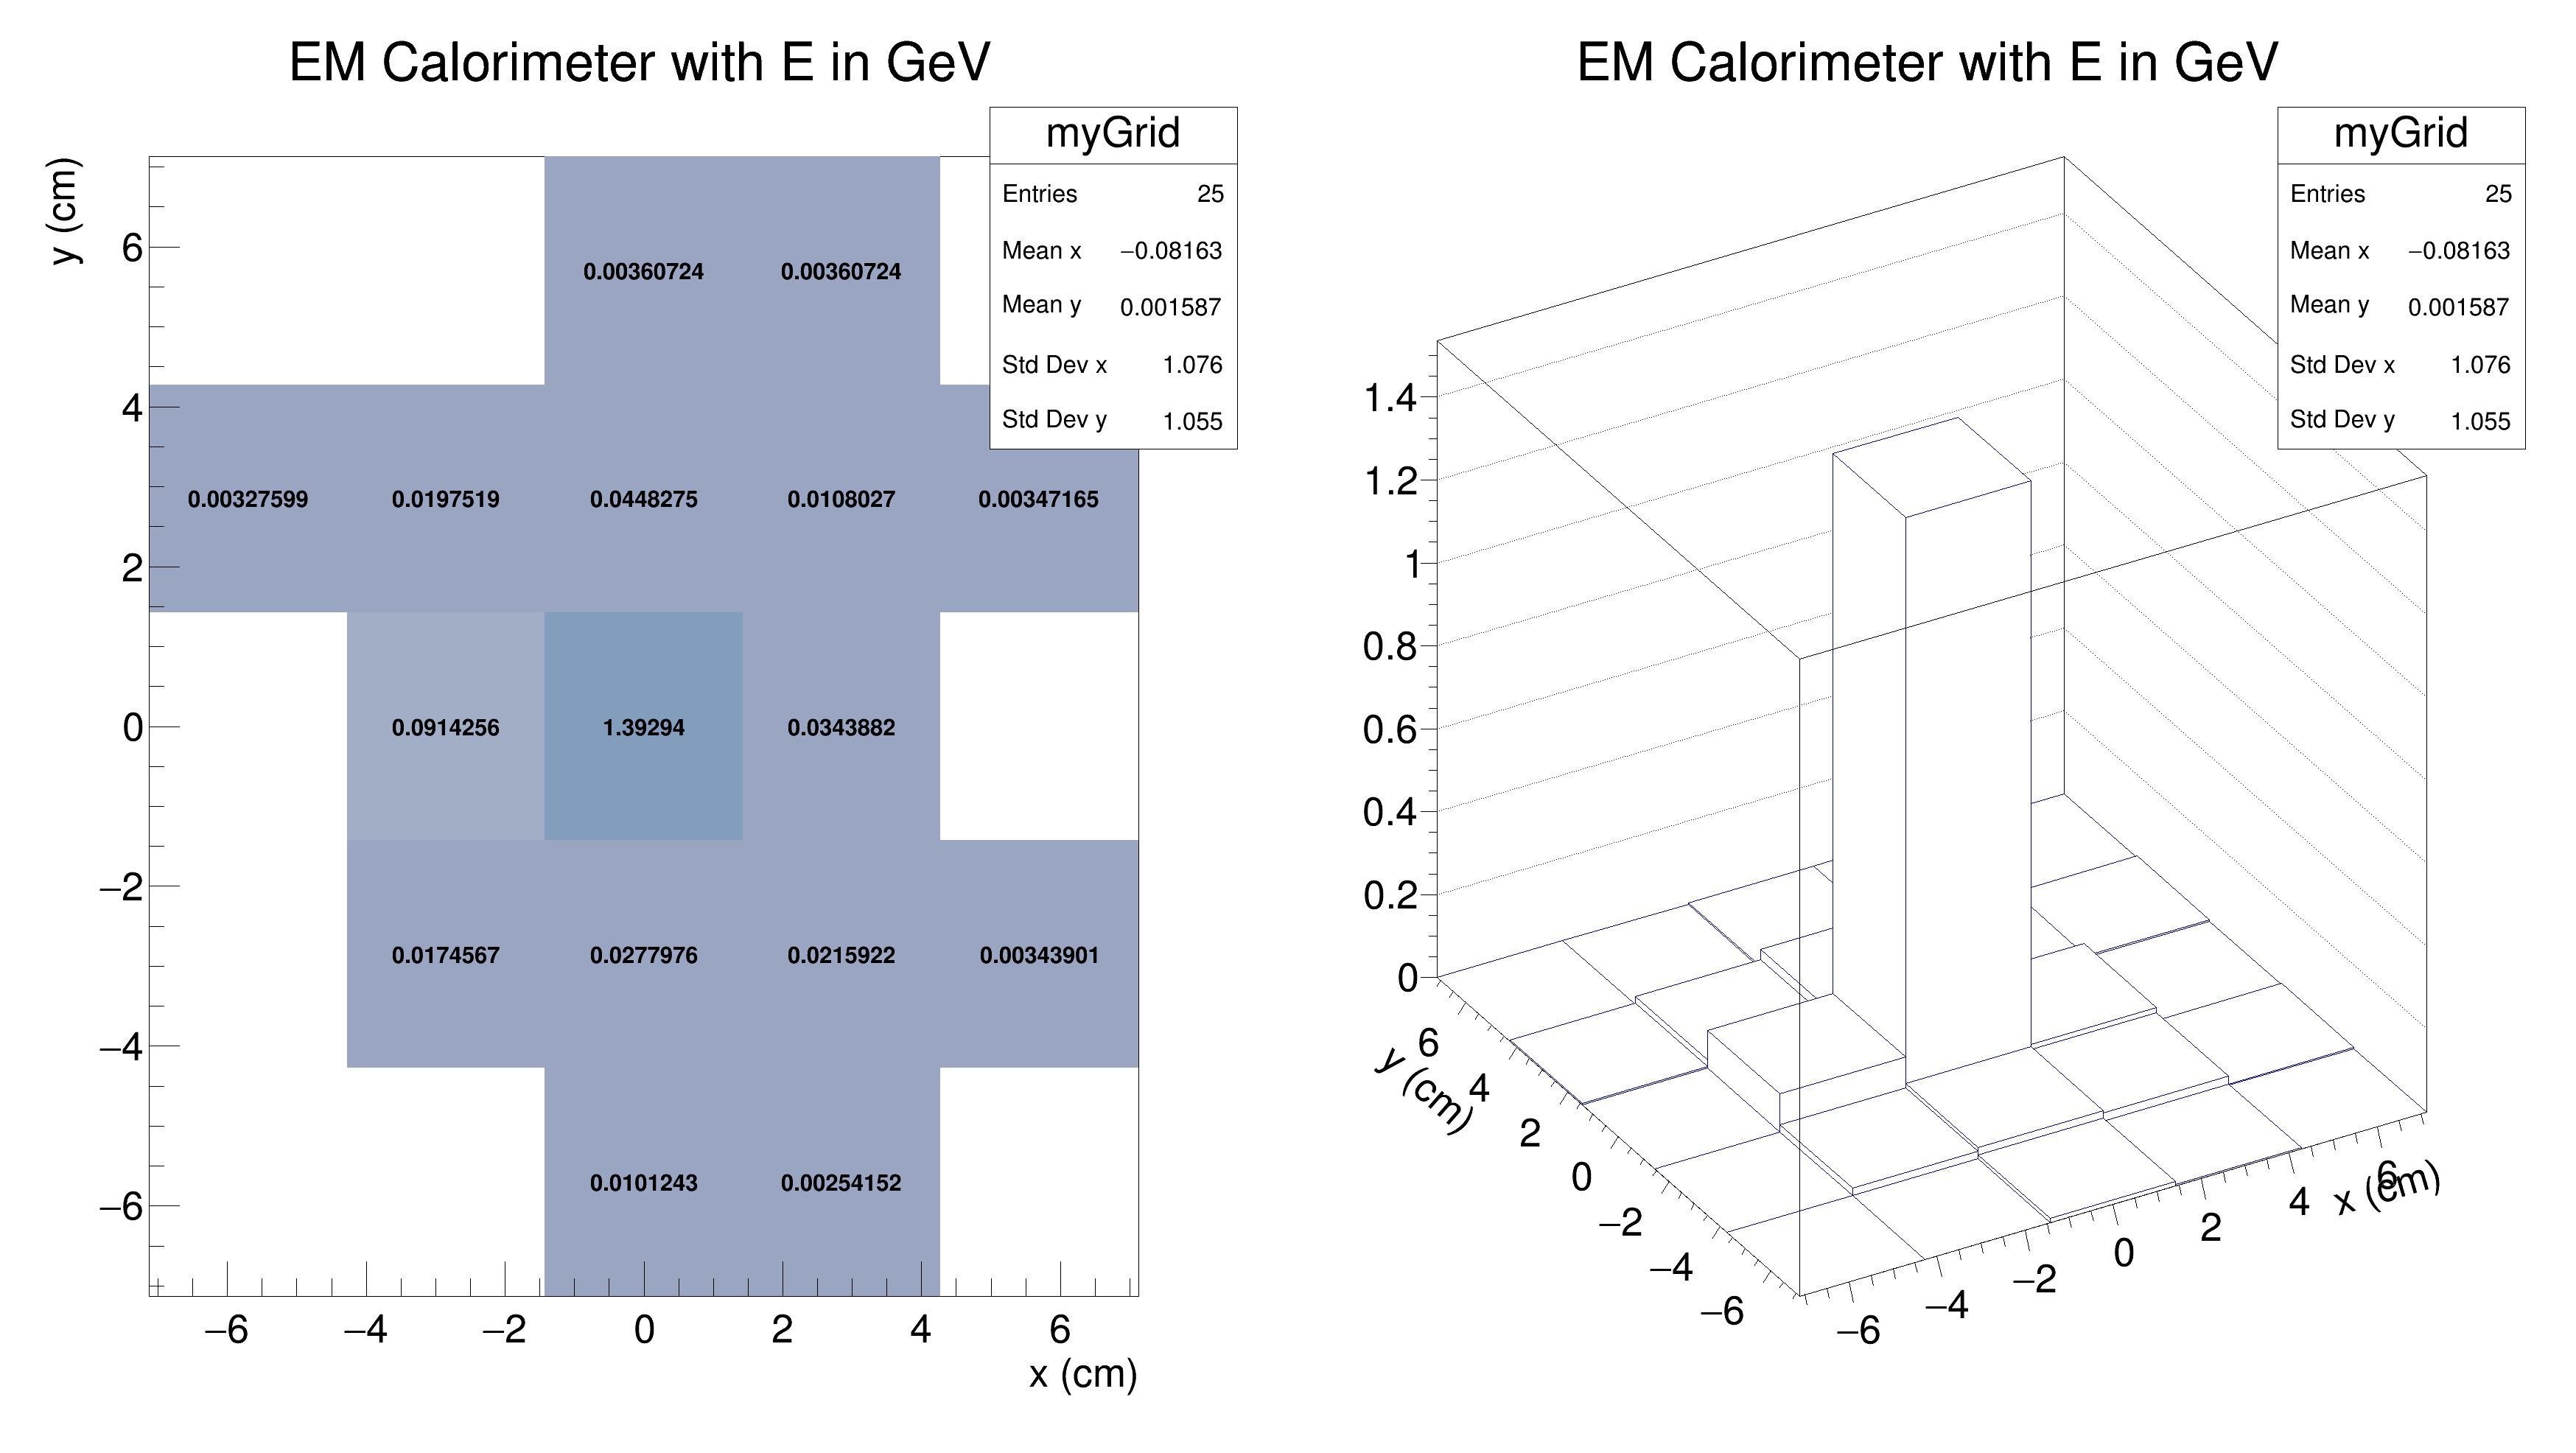 EM Calorimeter with E in GeV
myGrid
Entries 25
Mean x −0.08163
Mean y 0.001587
Std Dev x 1.076
Std Dev y 1.055
y (cm)
6
4
2
0
−2
−4
−6
0.00360724 0.00360724
0.00327599 0.0197519 0.0448275 0.0108027 0.00347165
0.0914256 1.39294 0.0343882
0.0174567 0.0277976 0.0215922 0.00343901
0.0101243 0.00254152
−6 −4 −2 0 2 4 6
x (cm)
EM Calorimeter with E in GeV
myGrid
Entries 25
Mean x −0.08163
Mean y 0.001587
Std Dev x 1.076
Std Dev y 1.055
1.4
1.2
1
0.8
0.6
0.4
0.2
0
y (cm)
6
4
2
0
−2
−4
−6
−6
−4
−2
0
2
4
6
x (cm)